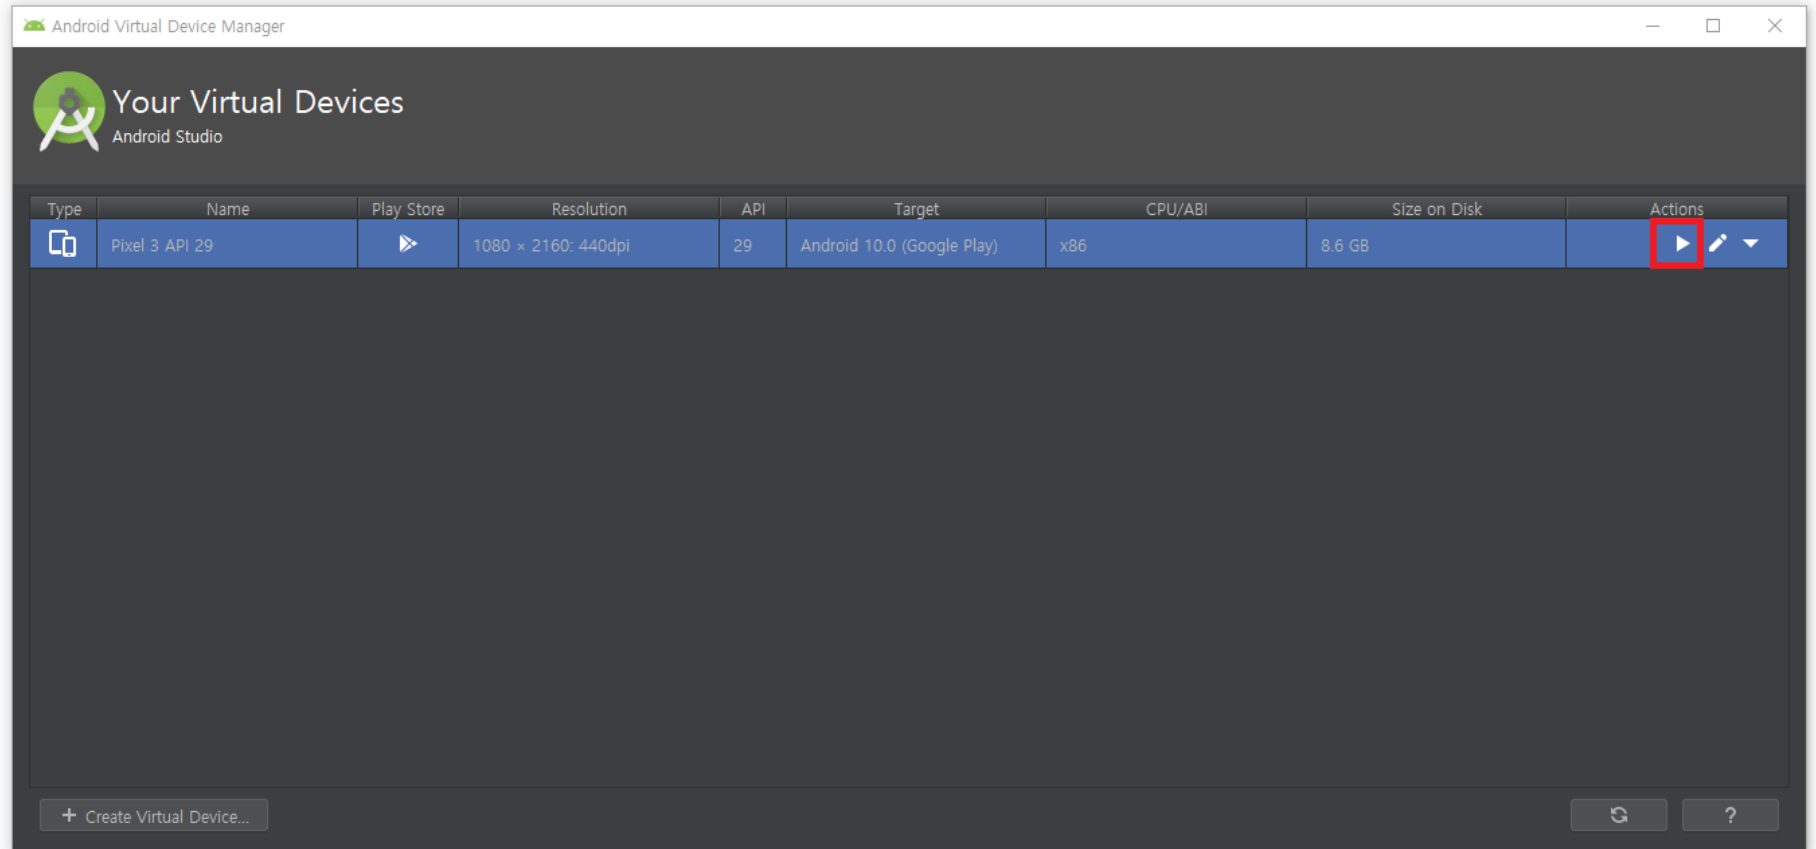 Android Virtual Device Manager
Your Virtual Devices
Android Studio
Type Name Play Store Resolution API Target CPU/ABI Size on Disk Actions
Pixel 3 API 29 1080 × 2160: 440dpi 29 Android 10.0 (Google Play) x86 8.6 GB
+ Create Virtual Device... ?